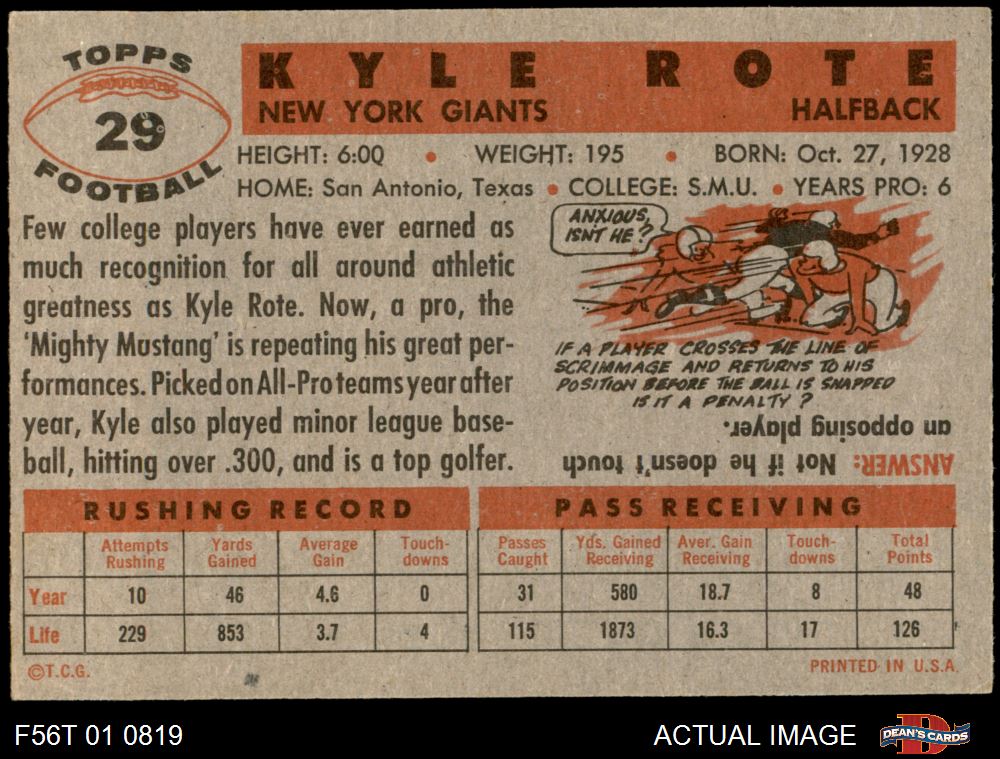 TOPPS
29
FOOTBALL
KYLE ROTE
NEW YORK GIANTS HALFBACK
HEIGHT: 6:00 • WEIGHT: 195 • BORN: Oct. 27, 1928
HOME: San Antonio, Texas • COLLEGE: S.M.U. • YEARS PRO: 6
Few college players have ever earned as
much recognition for all around athletic
greatness as Kyle Rote. Now, a pro, the
'Mighty Mustang' is repeating his great per-
formances. Picked on All-Pro teams year after
year, Kyle also played minor league base-
ball, hitting over .300, and is a top golfer.
ANXIOUS,
ISN'T HE?
IF A PLAYER CROSSES THE LINE OF
SCRIMMAGE AND RETURNS TO HIS
POSITION BEFORE THE BALL IS SNAPPED
IS IT A PENALTY?
ANSWER: Not if he doesn't touch
an opposing player.
RUSHING RECORD
Attempts Rushing Yards Gained Average Gain Touch-downs
Year 10 46 4.6 0
Life 229 853 3.7 4
PASS RECEIVING
Passes Caught Yds. Gained Receiving Aver. Gain Receiving Touch-downs Total Points
31 580 18.7 8 48
115 1873 16.3 17 126
©T.C.G.
PRINTED IN U.S.A.
F56T 01 0819
ACTUAL IMAGE
D
DEAN'S CARDS